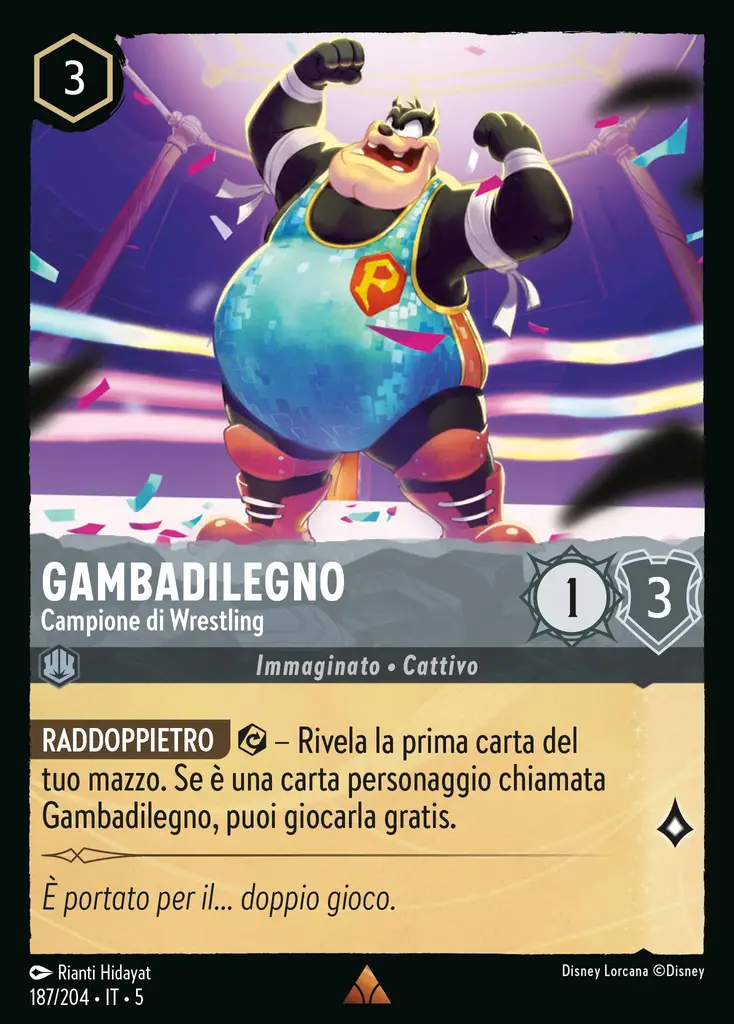 3
P
GAMBADILEGNO
Campione di Wrestling
1
3
Immaginato • Cattivo
RADDOPPIETRO – Rivela la prima carta del
tuo mazzo. Se è una carta personaggio chiamata
Gambadilegno, puoi giocarla gratis.
È portato per il... doppio gioco.
Rianti Hidayat
Disney Lorcana ©Disney
187/204 • IT • 5